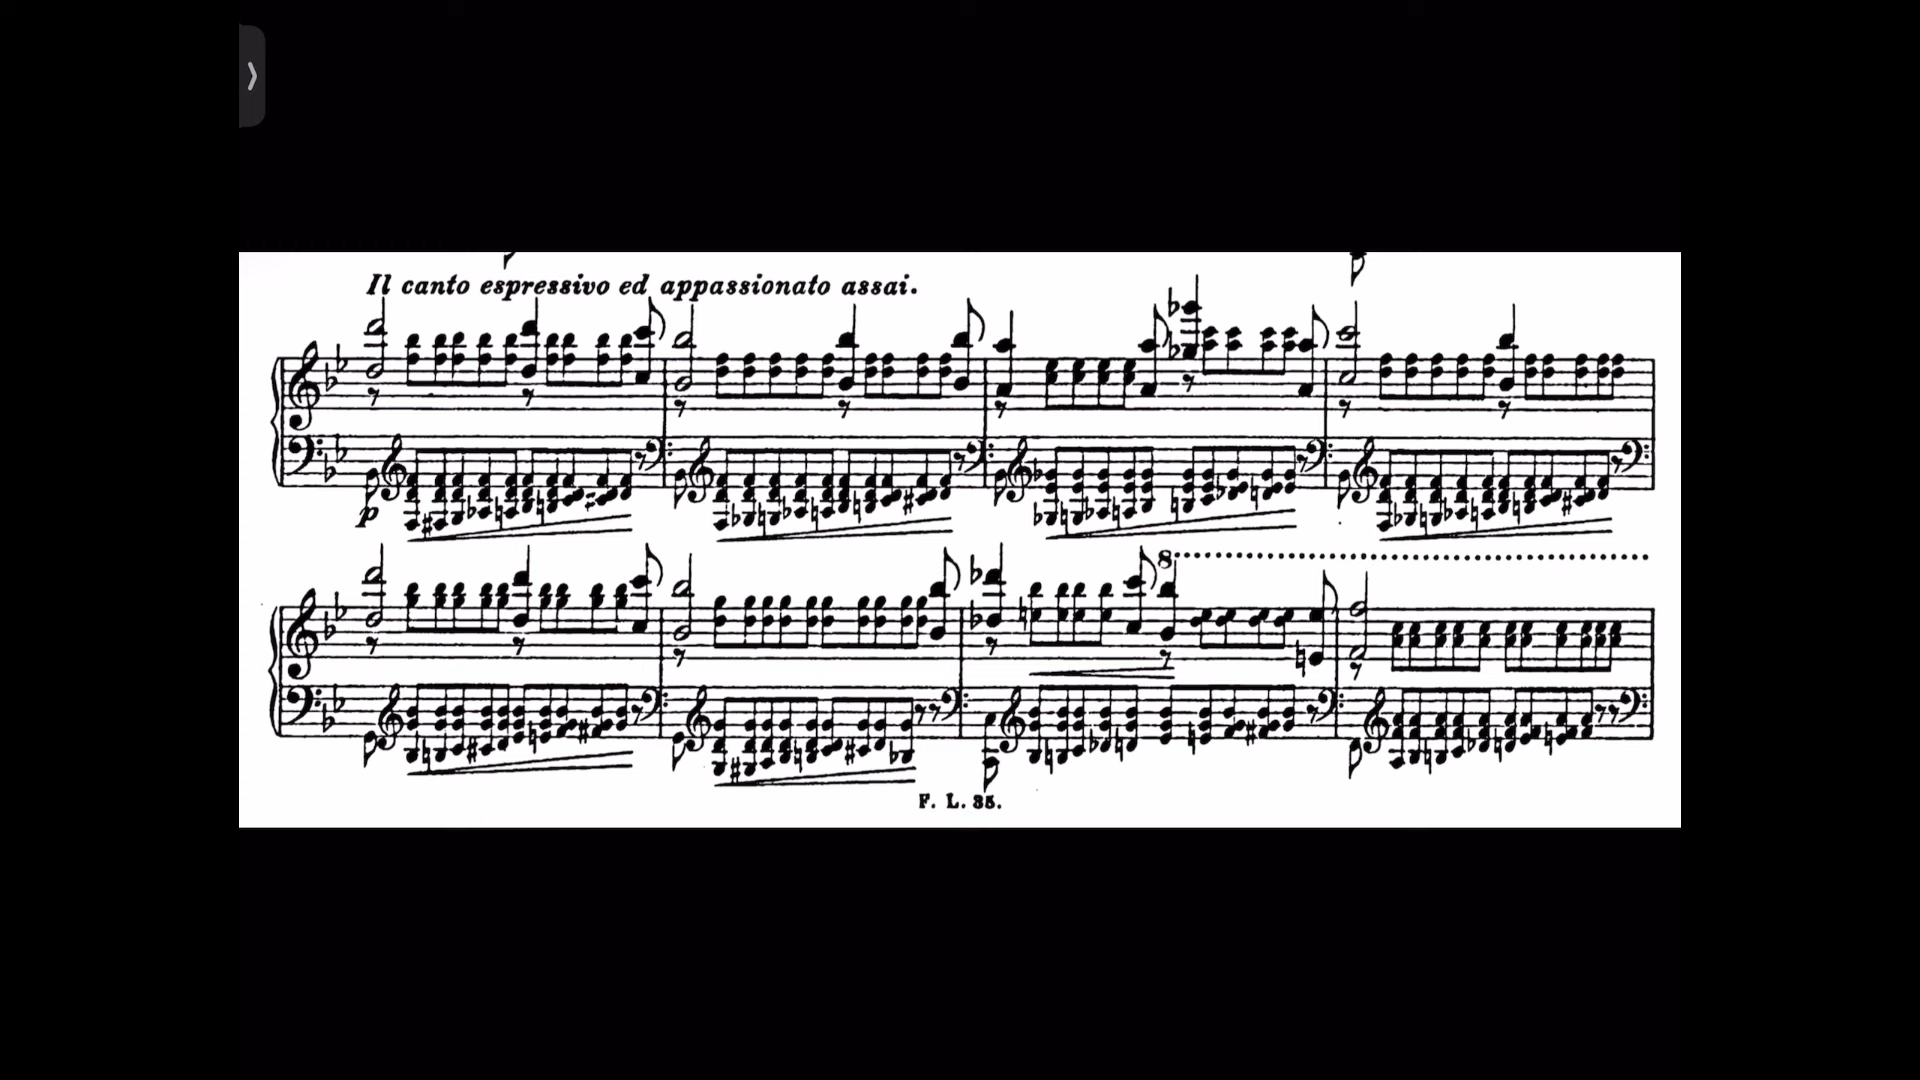 Il canto espressivo ed appassionato assai.
p
8
F. L. 35.